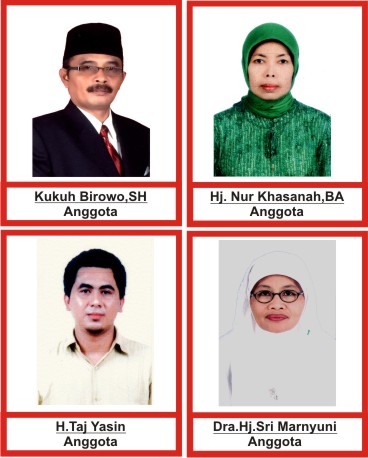 Kukuh Birowo,SH
Anggota
Hj. Nur Khasanah,BA
Anggota
H.Taj Yasin
Anggota
Dra.Hj.Sri Marnyuni
Anggota